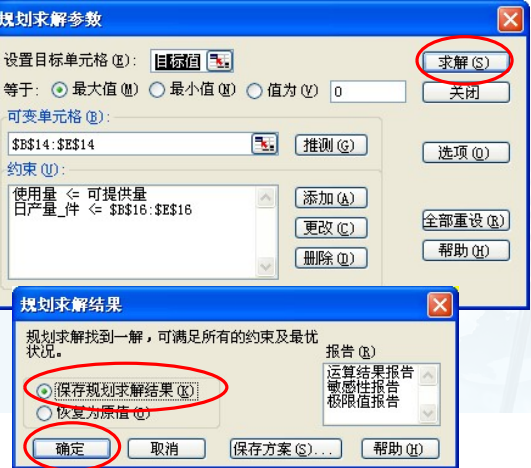 规划求解参数
设置目标单元格(E): 目标值 求解(S)
等于: 最大值(M) 最小值(N) 值为(V) 0 关闭
可变单元格(B):
$B$14:$E$14 推测(G) 选项(O)
约束(U):
使用量 <= 可提供量 添加(A)
日产量_件 <= $B$16:$E$16
更改(C) 全部重设(R)
删除(D) 帮助(H)
规划求解结果
规划求解找到一解，可满足所有的约束及最优
状况。 报告(R)
运算结果报告
敏感性报告
极限值报告
保存规划求解结果(K)
恢复为原值(O)
确定 取消 保存方案(S)... 帮助(H)